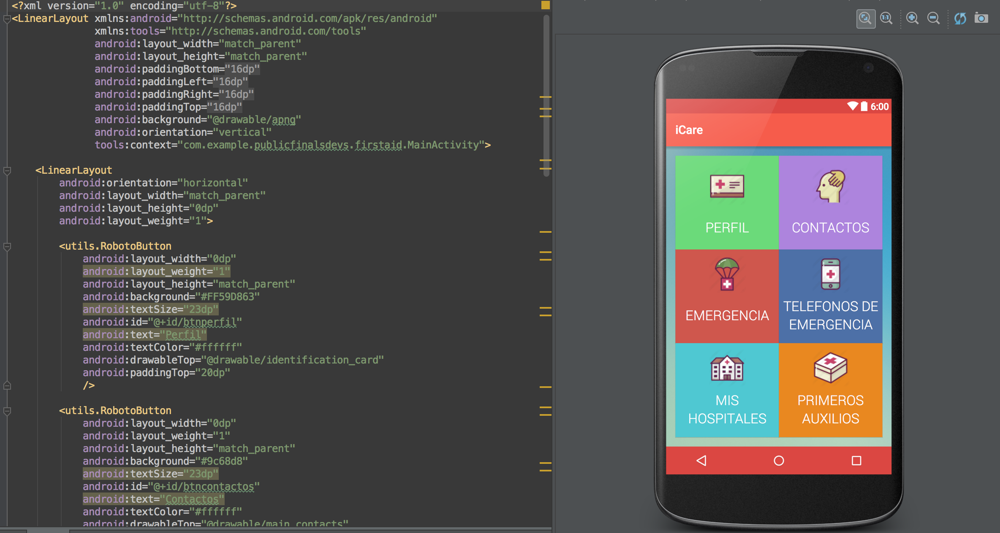 <?xml version="1.0" encoding="utf-8"?>
<LinearLayout xmlns:android="http://schemas.android.com/apk/res/android"
xmlns:tools="http://schemas.android.com/tools"
android:layout_width="match_parent"
android:layout_height="match_parent"
android:paddingBottom="16dp"
android:paddingLeft="16dp"
android:paddingRight="16dp"
android:paddingTop="16dp"
android:background="@drawable/apng"
android:orientation="vertical"
tools:context="com.example.publicfinalsdevs.firstaid.MainActivity">
<LinearLayout
android:orientation="horizontal"
android:layout_width="match_parent"
android:layout_height="0dp"
android:layout_weight="1">
<utils.RobotoButton
android:layout_width="0dp"
android:layout_weight="1"
android:layout_height="match_parent"
android:background="#FF59D863"
android:textSize="23dp"
android:id="@+id/btnperfil"
android:text="Perfil"
android:textColor="#ffffff"
android:drawableTop="@drawable/identification_card"
android:paddingTop="20dp"
/>
<utils.RobotoButton
android:layout_width="0dp"
android:layout_weight="1"
android:layout_height="match_parent"
android:background="#9c68d8"
android:textSize="23dp"
android:id="@+id/btncontactos"
android:text="Contactos"
android:textColor="#ffffff"
android:drawableTop="@drawable/main_contacts"
1:1
6:00
iCare
PERFIL
CONTACTOS
EMERGENCIA
TELEFONOS DE
EMERGENCIA
MIS
HOSPITALES
PRIMEROS
AUXILIOS